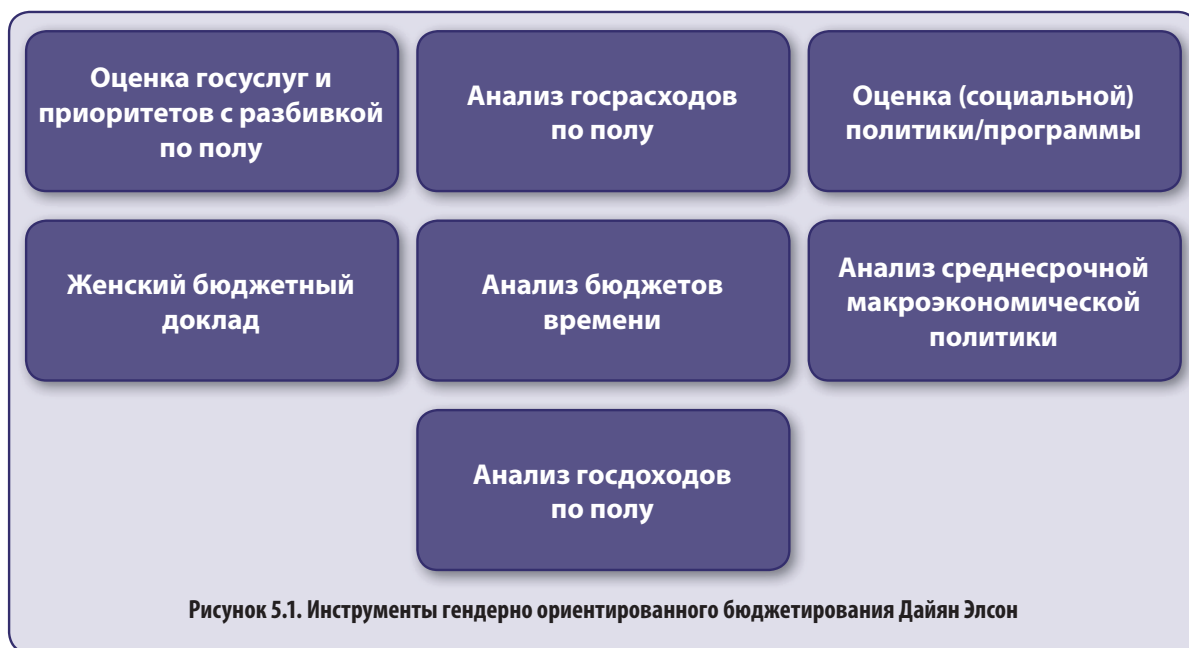 Оценка госуслуг и
приоритетов с разбивкой
по полу
Анализ госрасходов
по полу
Оценка (социальной)
политики/программы
Женский бюджетный
доклад
Анализ бюджетов
времени
Анализ среднесрочной
макроэкономической
политики
Анализ госдоходов
по полу
Рисунок 5.1. Инструменты гендерно ориентированного бюджетирования Дайян Элсон